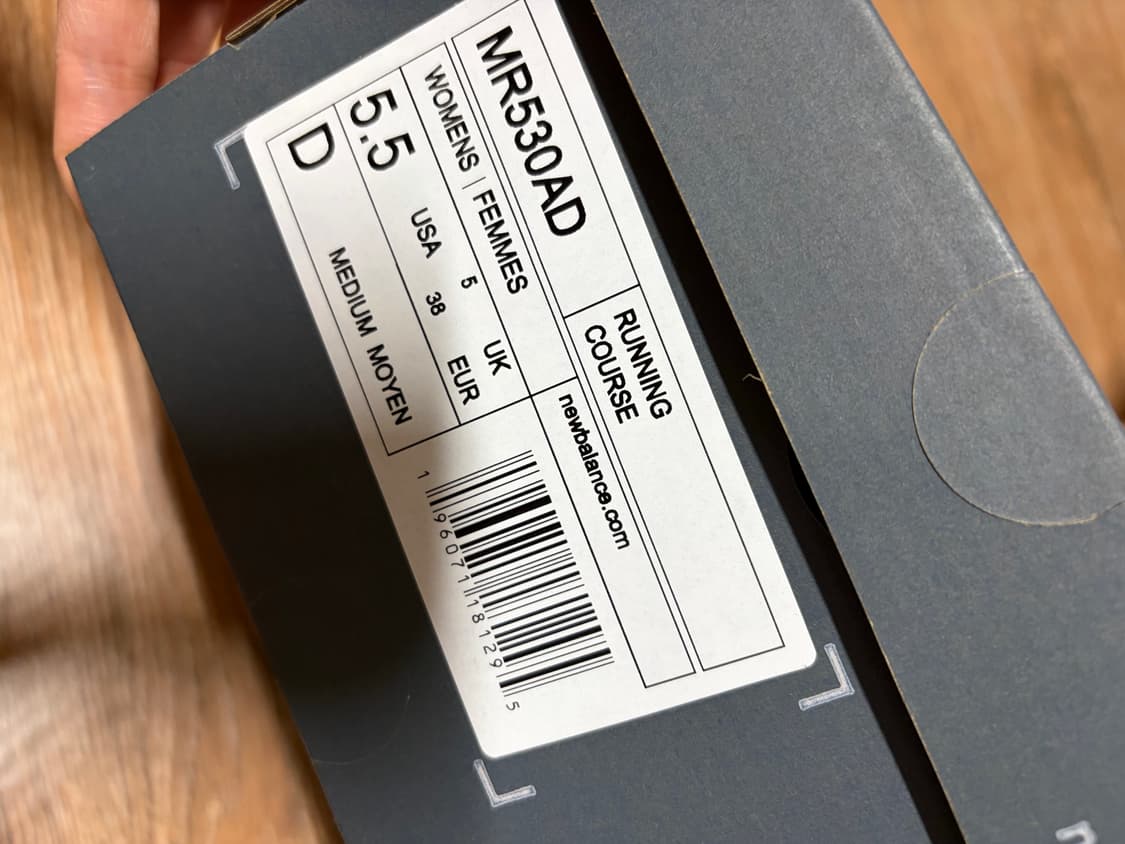 MR530AD
RUNNING
COURSE
WOMENS | FEMMES
newbalance.com
5.5
USA
5
UK
38
EUR
D
MEDIUM MOYEN
1 96071 18129 5